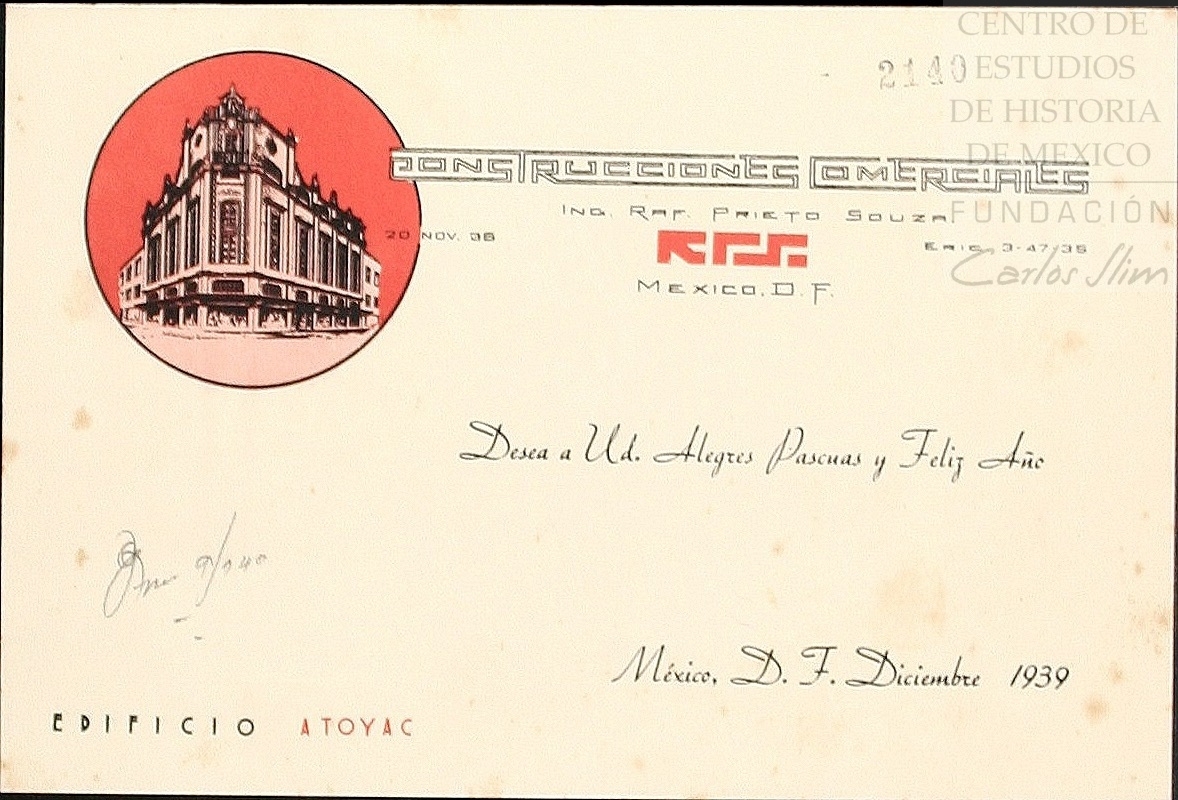 CENTRO DE
ESTUDIOS
DE HISTORIA
DE MEXICO
FUNDACIÓN
Carlos Slim
2140
CONSTRUCCIONES COMERCIALES
ING. RAF. PRIETO SOUZA
20 NOV. 36
RPS.
ERIC. 3-47/35
MEXICO, D. F.
Desea a Ud. Alegres Pascuas y Feliz Año
México, D. F. Diciembre 1939
EDIFICIO ATOYAC